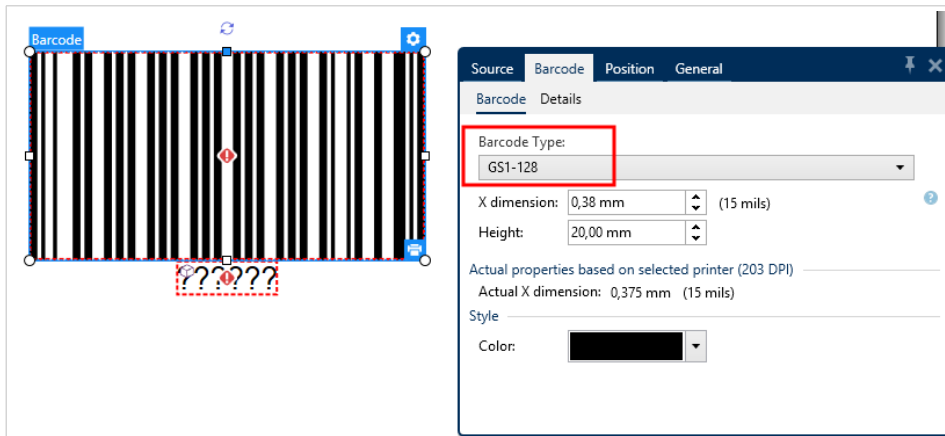 Barcode
??????
Source Barcode Position General
Barcode Details
Barcode Type:
GS1-128
X dimension: 0,38 mm (15 mils)
Height: 20,00 mm
Actual properties based on selected printer (203 DPI)
Actual X dimension: 0,375 mm (15 mils)
Style
Color: